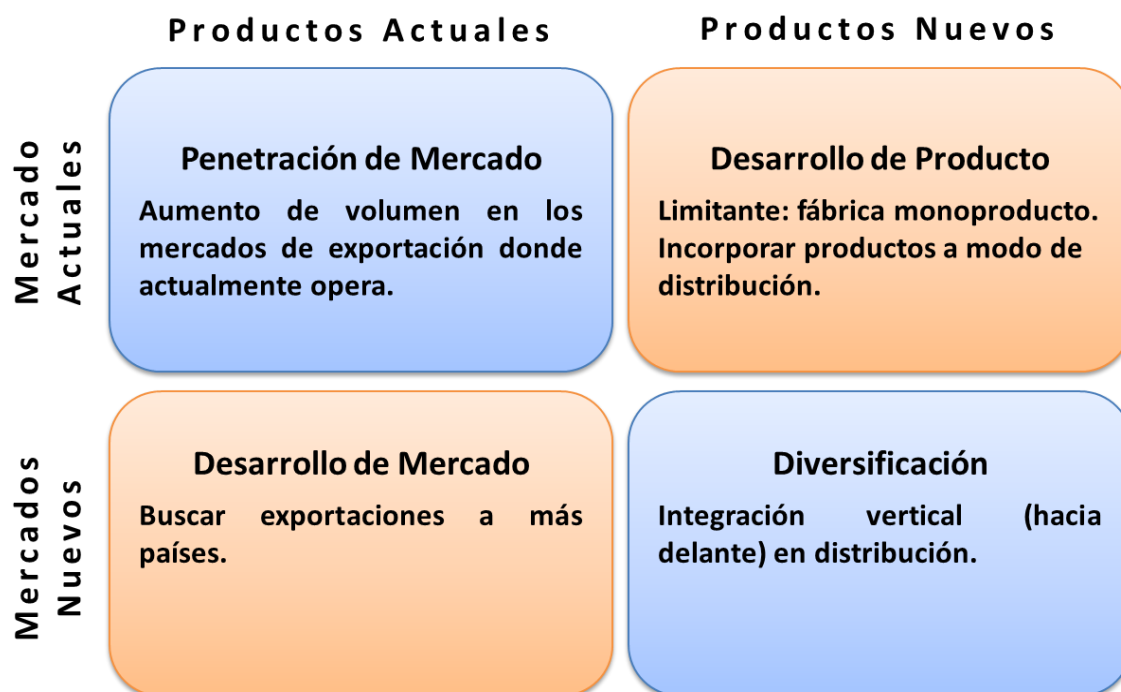 Productos Actuales
Productos Nuevos
Mercado
Actuales
Penetración de Mercado
Aumento de volumen en los
mercados de exportación donde
actualmente opera.
Desarrollo de Producto
Limitante: fábrica monoproducto.
Incorporar productos a modo de
distribución.
Mercados
Nuevos
Desarrollo de Mercado
Buscar exportaciones a más
países.
Diversificación
Integración vertical (hacia
delante) en distribución.